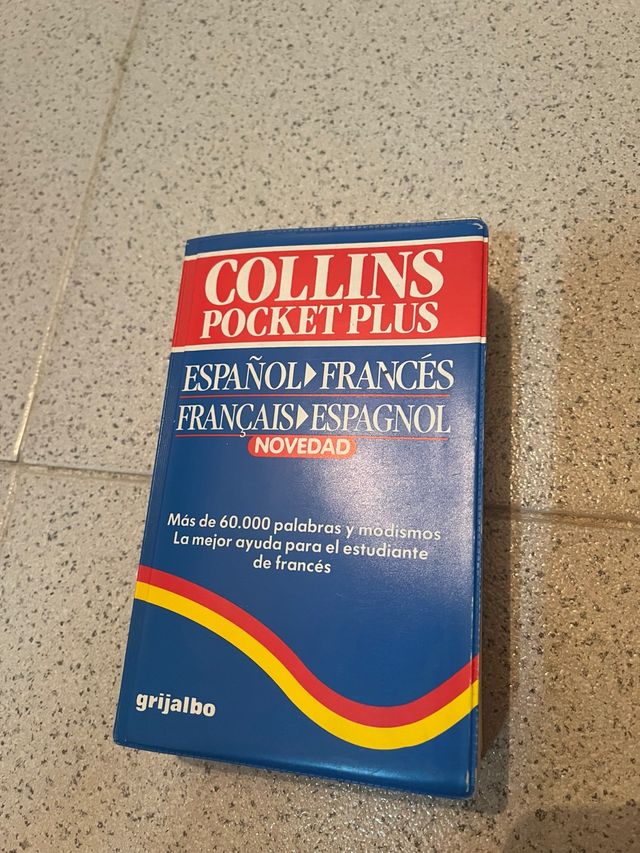 COLLINS
POCKET PLUS
ESPAÑOL▶FRANCÉS
FRANÇAIS▶ESPAGNOL
NOVEDAD
Más de 60.000 palabras y modismos
La mejor ayuda para el estudiante
de francés
grijalbo